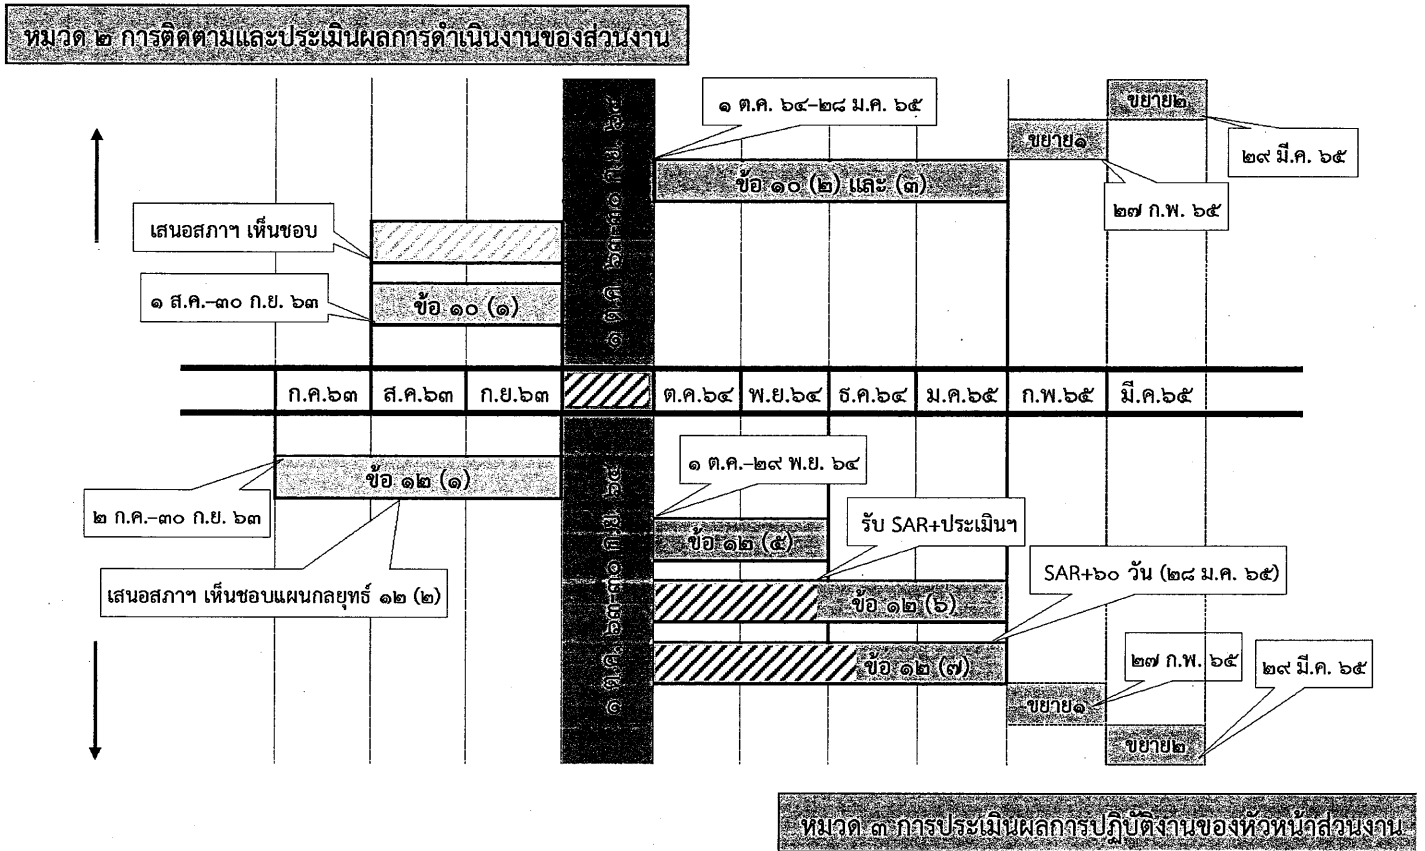 หมวด ๒ การติดตามและประเมินผลการดำเนินงานของส่วนงาน
ขยาย๒
๑ ต.ค. ๖๔-๒๘ ม.ค. ๖๕
ขยาย๑
๒๙ มี.ค. ๖๕
ข้อ ๑๐ (๒) และ (๓)
๒๗ ก.พ. ๖๕
เสนอสภาฯ เห็นชอบ
๑ ส.ค.-๓๐ ก.ย. ๖๓
ข้อ ๑๐ (๑)
๑ ต.ค. ๖๓-๓๐ ก.ย. ๖๔
ก.ค.๖๓ ส.ค.๖๓ ก.ย.๖๓ ต.ค.๖๔ พ.ย.๖๔ ธ.ค.๖๔ ม.ค.๖๕ ก.พ.๖๕ มี.ค.๖๕
๑ ต.ค.-๒๙ พ.ย. ๖๔
ข้อ ๑๒ (๑)
๒ ก.ค.-๓๐ ก.ย. ๖๓
รับ SAR+ประเมินฯ
ข้อ ๑๒ (๕)
SAR+๖๐ วัน (๒๘ ม.ค. ๖๕)
เสนอสภาฯ เห็นชอบแผนกลยุทธ์ ๑๒ (๒)
ข้อ ๑๒ (๖)
๑ ต.ค. ๖๓-๓๐ ก.ย. ๖๔
ข้อ ๑๒ (๗)
๒๗ ก.พ. ๖๕
๒๙ มี.ค. ๖๕
ขยาย๑
ขยาย๒
หมวด ๓ การประเมินผลการปฏิบัติงานของหัวหน้าส่วนงาน